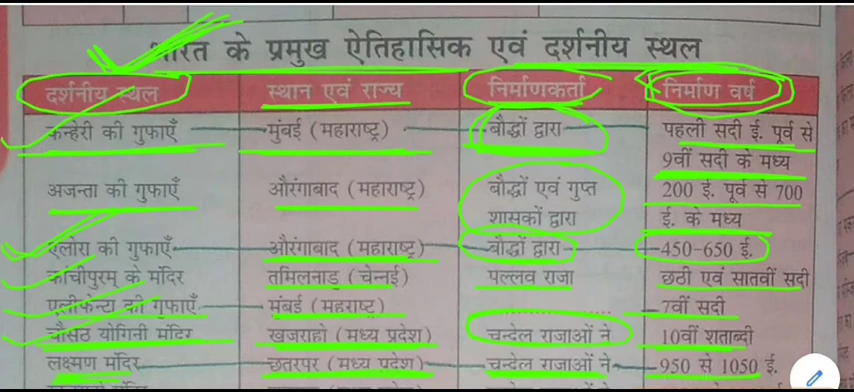 भारत के प्रमुख ऐतिहासिक एवं दर्शनीय स्थल
दर्शनीय स्थल स्थान एवं राज्य निर्माणकर्ता निर्माण वर्ष
कन्हेरी की गुफाएँ मुंबई (महाराष्ट्र) बौद्धों द्वारा पहली सदी ई. पूर्व से
9वीं सदी के मध्य
अजन्ता की गुफाएँ औरंगाबाद (महाराष्ट्र) बौद्धों एवं गुप्त 200 ई. पूर्व से 700
शासकों द्वारा ई. के मध्य
एलोरा की गुफाएँ औरंगाबाद (महाराष्ट्र) बौद्धों द्वारा 450-650 ई.
कांचीपुरम् के मंदिर तमिलनाडु (चेन्नई) पल्लव राजा छठी एवं सातवीं सदी
एलीफेन्टा की गुफाएँ मुंबई (महाराष्ट्र) .................... 7वीं सदी
चौसठ योगिनी मंदिर खजुराहो (मध्य प्रदेश) चन्देल राजाओं ने 10वीं शताब्दी
लक्ष्मण मंदिर छतरपुर (मध्य प्रदेश) चन्देल राजाओं ने 950 से 1050 ई.